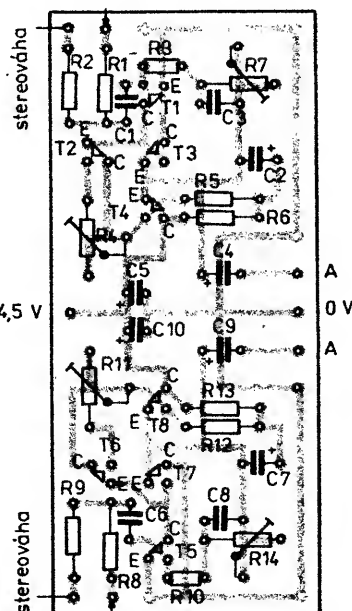 stereováha
R2
R1
R3
R7
E
T1
C1
C
C3
E
T2
C
C
T3
C2
E
E
R5
T4
C
R6
R4
C4
A
C5
4,5 V
0 V
C10
C9
A
R11
C
R13
E
T8
R12
T6
C
C
T7
C7
R9
E
E
C6
C8
C
T5
R14
E
R8
R10
stereováha